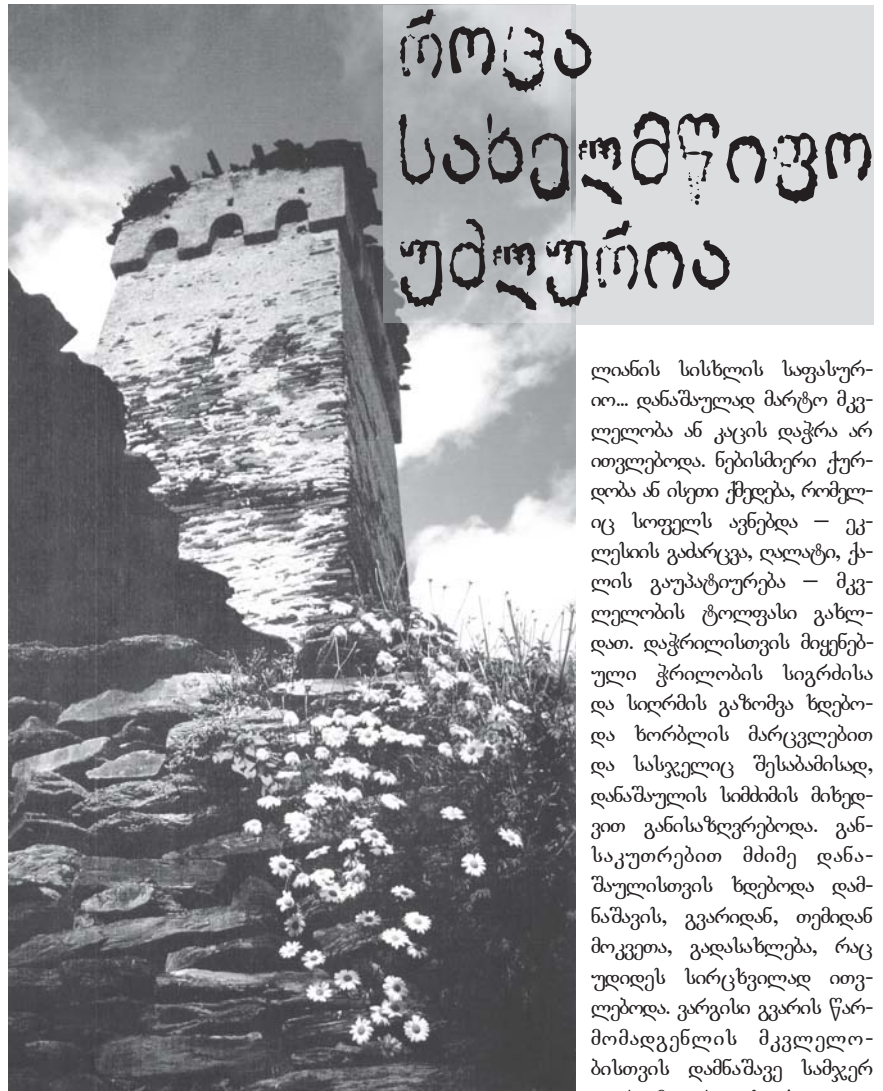 როცა
სახელმწიფო
უძლურია
ლიანის სისხლის საფასურ-
იო... დანაშაულად მარტო მკვ-
ლელობა ან კაცის დაჭრა არ
ითვლებოდა. ნებისმიერი ქურ-
დობა ან ისეთი ქმედება, რომელ-
იც სოფელს ავნებდა – ეკ-
ლესიის გაძარცვა, ღალატი, ქა-
ლის გაუპატიურება – მკვ-
ლელობის ტოლფასი გახლ-
დათ. დაჭრილისთვის მიყენებ-
ული ჭრილობის სიგრძისა
და სიღრმის გაზომვა ხდებო-
და ხორბლის მარცვლებით
და სასჯელიც შესაბამისად,
დანაშაულის სიმძიმის მიხედ-
ვით განისაზღვრებოდა. გან-
საკუთრებით მძიმე დანა-
შაულისთვის ხდებოდა დამ-
ნაშავის, გვარიდან, თემიდან
მოკვეთა, გადასახლება, რაც
უდიდეს სირცხვილად ითვ-
ლებოდა. ვარგისი გვარის წარ-
მომადგენლის მკვლელო-
ბისთვის დამნაშავე სამჯერ